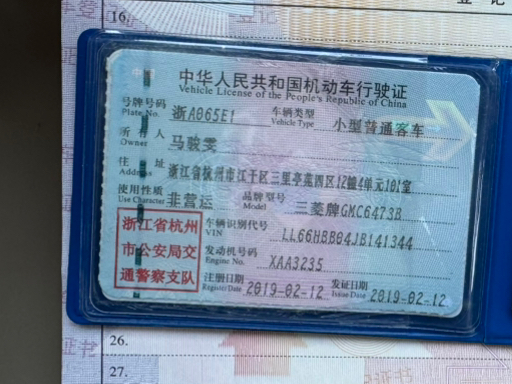 登 记
16.
中华人民共和国机动车行驶证
Vehicle License of the People's Republic of China
号牌号码 浙A065E1 车辆类型 小型普通客车
Plate No. Vehicle Type
所有人 马骏雯
Owner
住址 浙江省杭州市江干区三里亭苑四区12幢4单元101室
Address
使用性质 非营运 品牌型号 三菱牌GMC6473B
Use Character Model
浙江省杭州
市公安局交
通警察支队
车辆识别代号 LL66HBB04JB141344
VIN
发动机号码 XAA3235
Engine No.
注册日期 2019-02-12 发证日期 2019-02-12
Register Date Issue Date
26.
27.